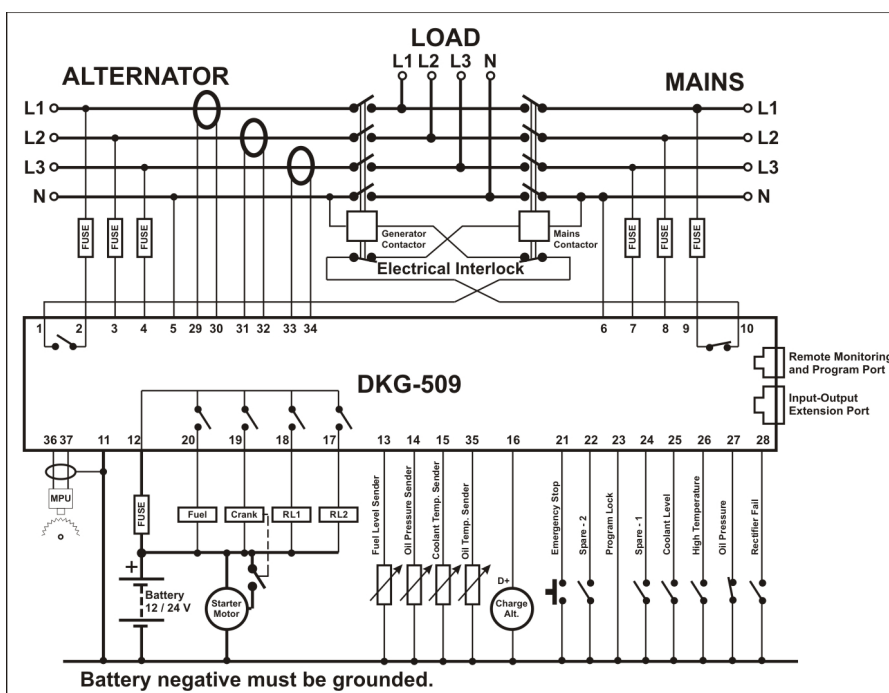 LOAD
L1 L2 L3 N
ALTERNATOR
MAINS
L1 L1
L2 L2
L3 L3
N N
FUSE FUSE FUSE
Generator Contactor
Mains Contactor
FUSE FUSE FUSE
Electrical Interlock
1 2 3 4 5 29 30 31 32 33 34 6 7 8 9 10
DKG-509
Remote Monitoring
and Program Port
Input-Output
Extension Port
36 37 11 12 20 19 18 17 13 14 15 35 16 21 22 23 24 25 26 27 28
MPU
FUSE
Fuel
Crank
RL1
RL2
Fuel Level Sender
Oil Pressure Sender
Coolant Temp. Sender
Oil Temp. Sender
Emergency Stop
Spare - 2
Program Lock
Spare - 1
Coolant Level
High Temperature
Oil Pressure
Rectifier Fail
+
Battery
12 / 24 V
Starter
Motor
D+
Charge
Alt.
Battery negative must be grounded.